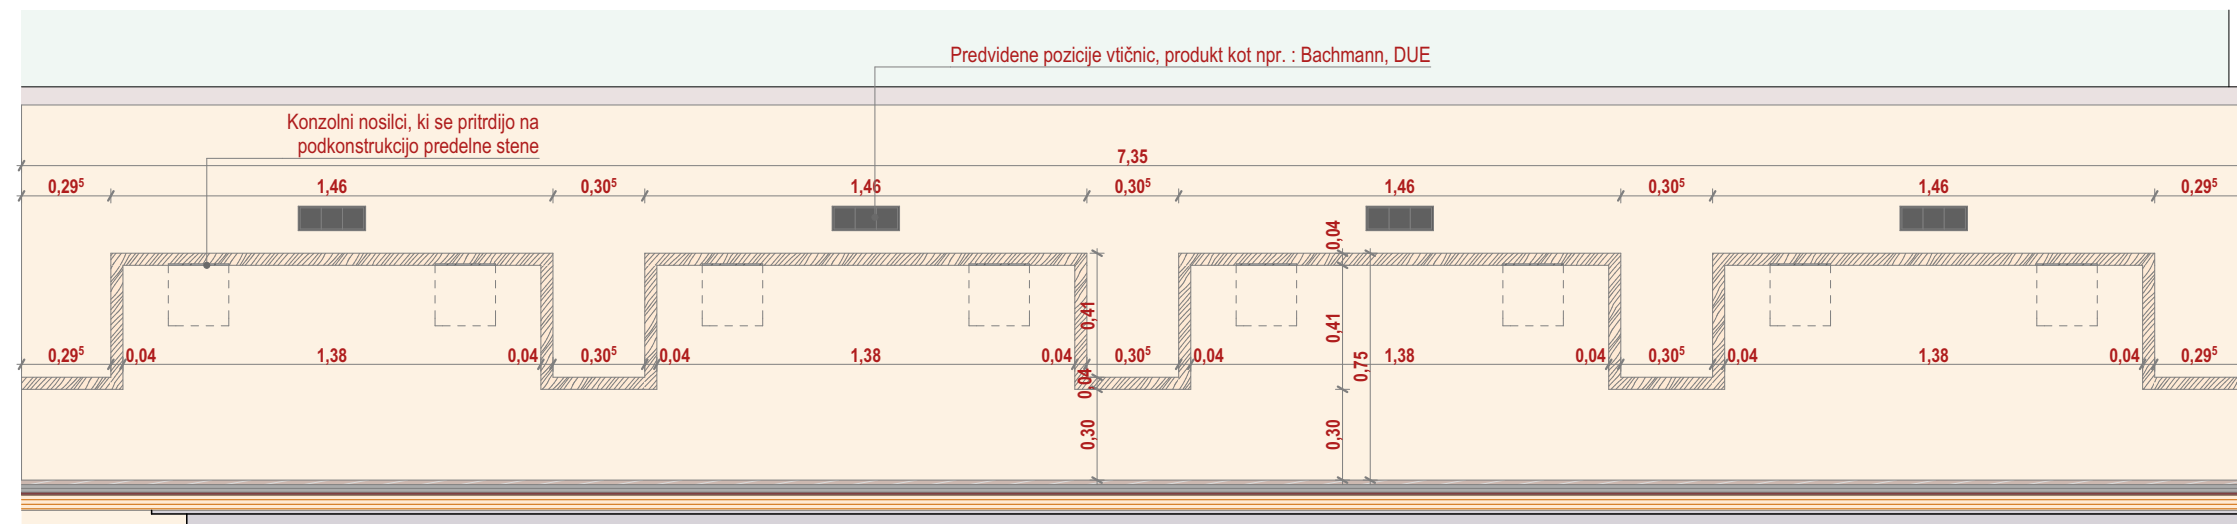 Predvidene pozicije vtičnic, produkt kot npr. : Bachmann, DUE
Konzolni nosilci, ki se pritrdijo na
podkonstrukcijo predelne stene
7,35
0,29⁵ 1,46 0,30⁵ 1,46 0,30⁵ 1,46 0,30⁵ 1,46 0,29⁵
0,04
0,41
0,41
0,29⁵ 0,04 1,38 0,04 0,30⁵ 0,04 1,38 0,04 0,30⁵ 0,04 1,38 0,04 0,30⁵ 0,04 1,38 0,04 0,29⁵
0,75
0,04
0,30
0,30